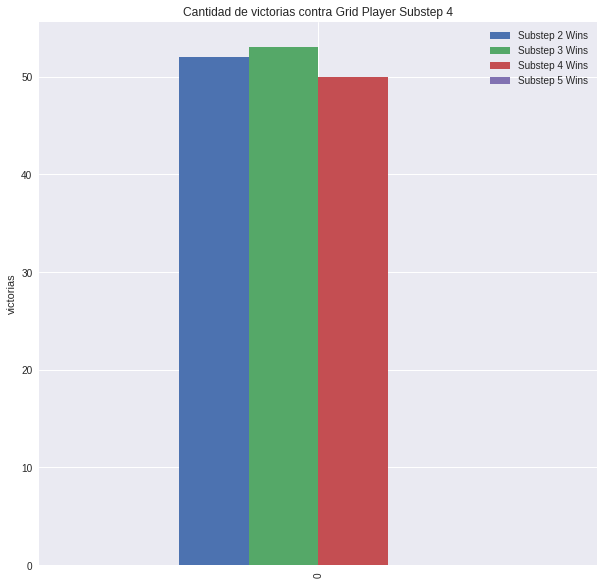 Cantidad de victorias contra Grid Player Substep 4
Substep 2 Wins
Substep 3 Wins
Substep 4 Wins
Substep 5 Wins
victorias
50
40
30
20
10
0
0